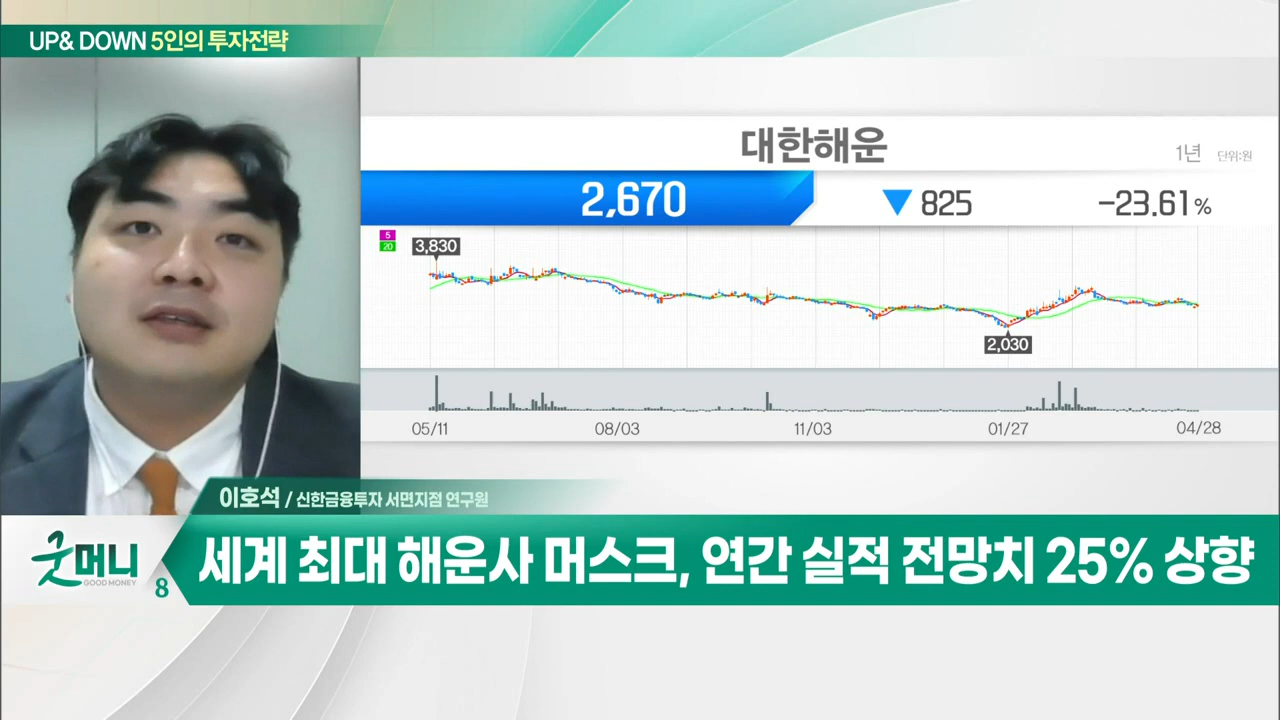 UP& DOWN 5인의 투자전략
대한해운
1년 단위:원
2,670 ▼ 825 -23.61%
5
20
3,830
2,030
05/11 08/03 11/03 01/27 04/28
이호석 / 신한금융투자 서면지점 연구원
굿머니
GOOD MONEY
8
세계 최대 해운사 머스크, 연간 실적 전망치 25% 상향